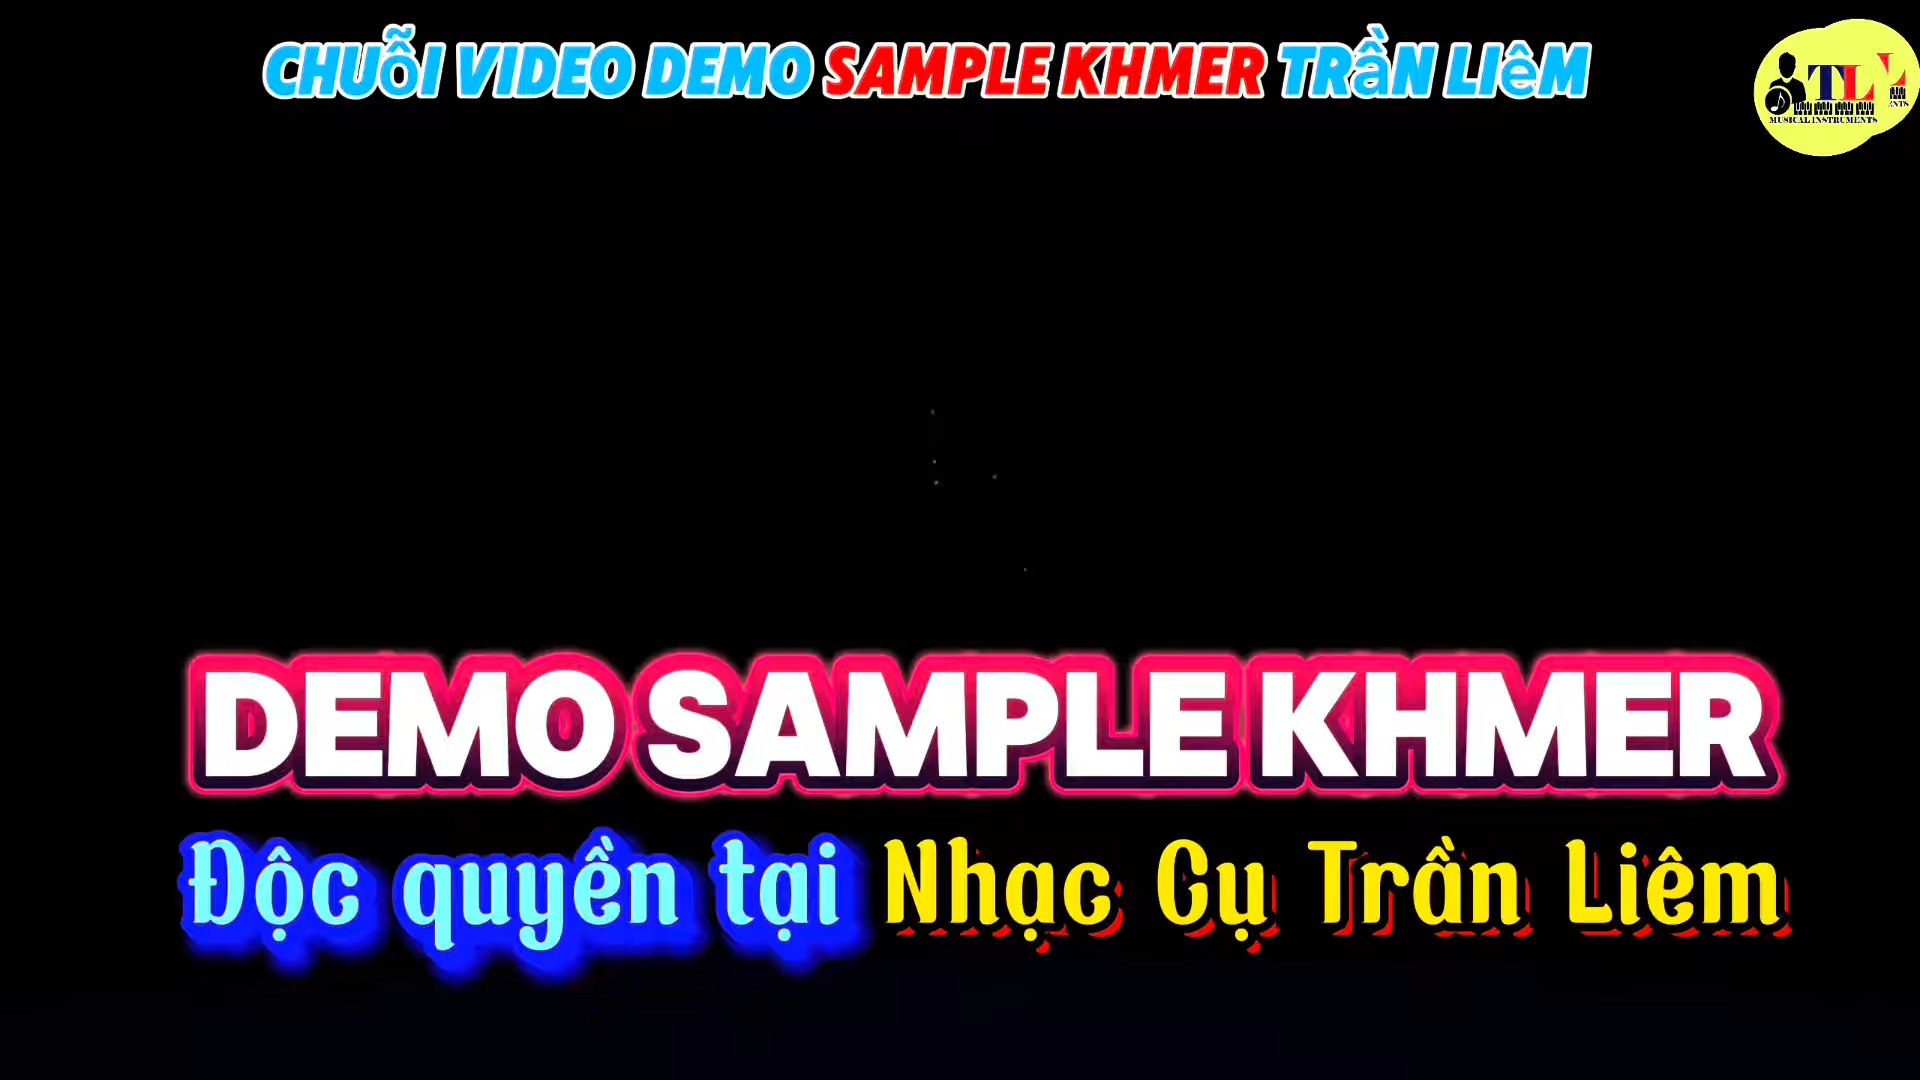 CHUỗI VIDEO DEMO SAMPLE KHMER TRầN LIêM
TL
MUSICAL INSTRUMENTS
DEMO SAMPLE KHMER
Độc quyền tại Nhạc Cụ Trần Liêm